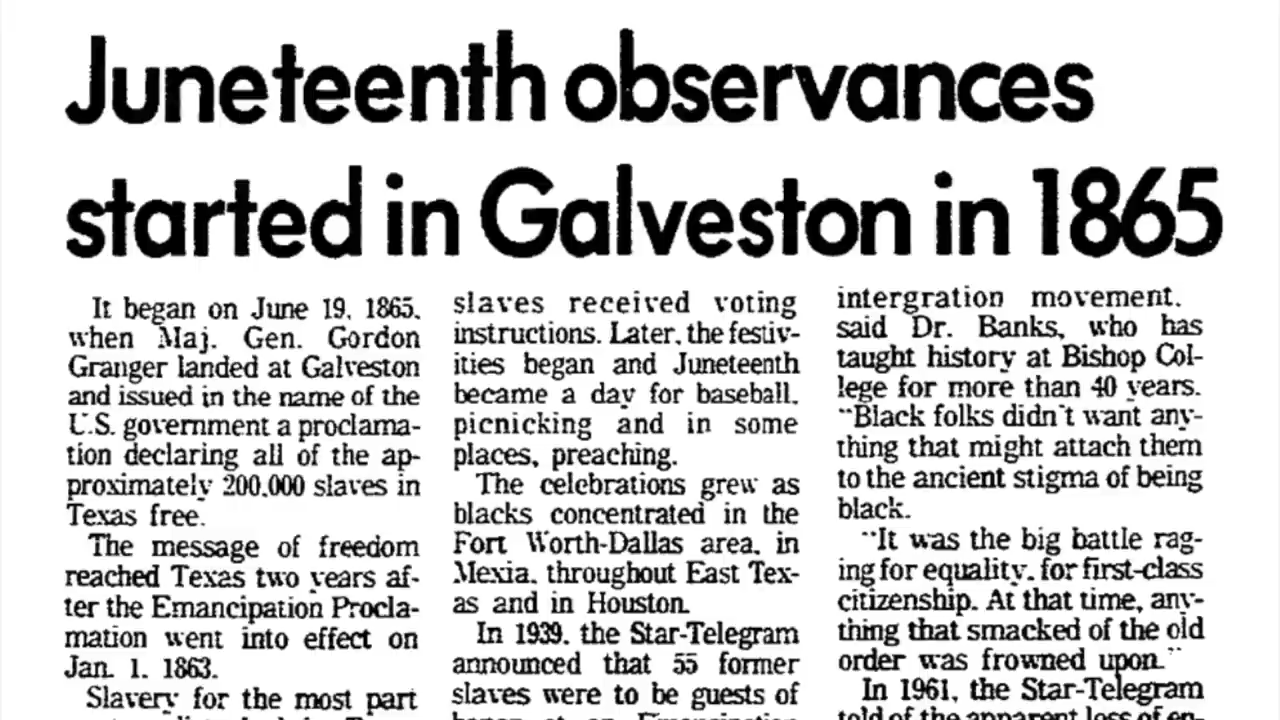 Juneteenth observances
started in Galveston in 1865
It began on June 19, 1865,
when Maj. Gen. Gordon
Granger landed at Galveston
and issued in the name of the
U.S. government a proclama-
tion declaring all of the ap-
proximately 200,000 slaves in
Texas free.
The message of freedom
reached Texas two years af-
ter the Emancipation Procla-
mation went into effect on
Jan. 1, 1863.
Slavery for the most part
slaves received voting
instructions. Later, the festiv-
ities began and Juneteenth
became a day for baseball,
picnicking and in some
places, preaching.
The celebrations grew as
blacks concentrated in the
Fort Worth-Dallas area, in
Mexia, throughout East Tex-
as and in Houston.
In 1939, the Star-Telegram
announced that 55 former
slaves were to be guests of
intergration movement,
said Dr. Banks, who has
taught history at Bishop Col-
lege for more than 40 years.
"Black folks didn't want any-
thing that might attach them
to the ancient stigma of being
black.
"It was the big battle rag-
ing for equality, for first-class
citizenship. At that time, any-
thing that smacked of the old
order was frowned upon."
In 1961, the Star-Telegram
told of the apparent loss of en-